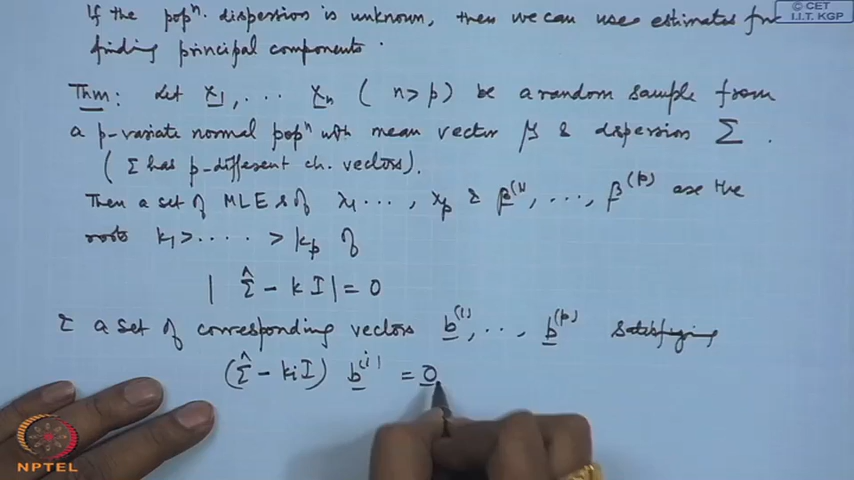 © CET
I.I.T. KGP
If the popⁿ. dispersion is unknown, then we can use estimates for
finding principal components.
Thm: Let x₁, ... xₙ (n > p) be a random sample from
a p-variate normal popⁿ with mean vector μ & dispersion Σ.
(Σ has p-different ch. vectors).
Then a set of MLE's of λ₁ ..., λₚ & β⁽¹⁾, ..., β⁽ᵖ⁾ are the
roots k₁ > ..... > kₚ of
| Σ̂ - k I | = 0
& a set of corresponding vectors b⁽¹⁾, ..., b⁽ᵖ⁾ satisfying
(Σ̂ - kᵢ I) b⁽ⁱ⁾ = 0
NPTEL